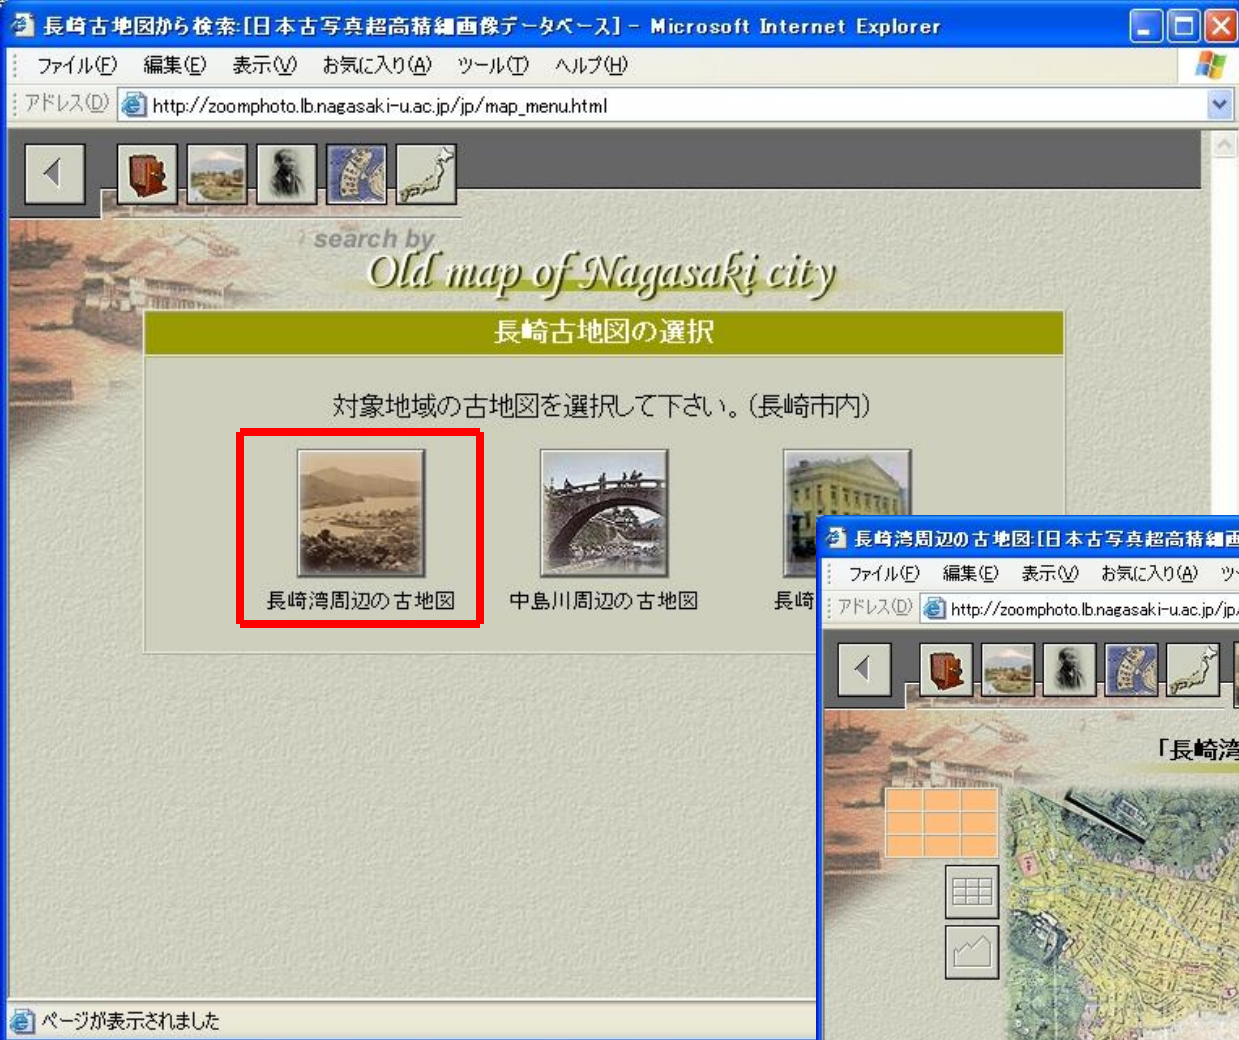 長崎古地図から検索:[日本古写真超高精細画像データベース] - Microsoft Internet Explorer
ファイル(F) 編集(E) 表示(V) お気に入り(A) ツール(T) ヘルプ(H)
アドレス(D) http://zoomphoto.lb.nagasaki-u.ac.jp/jp/map_menu.html
search by
Old map of Nagasaki city
長崎古地図の選択
対象地域の古地図を選択して下さい。(長崎市内)
長崎湾周辺の古地図 中島川周辺の古地図 長崎
ページが表示されました
長崎湾周辺の古地図:[日本古写真超高精細画
ファイル(F) 編集(E) 表示(V) お気に入り(A) ツ
アドレス(D) http://zoomphoto.lb.nagasaki-u.ac.jp/jp/
「長崎湾